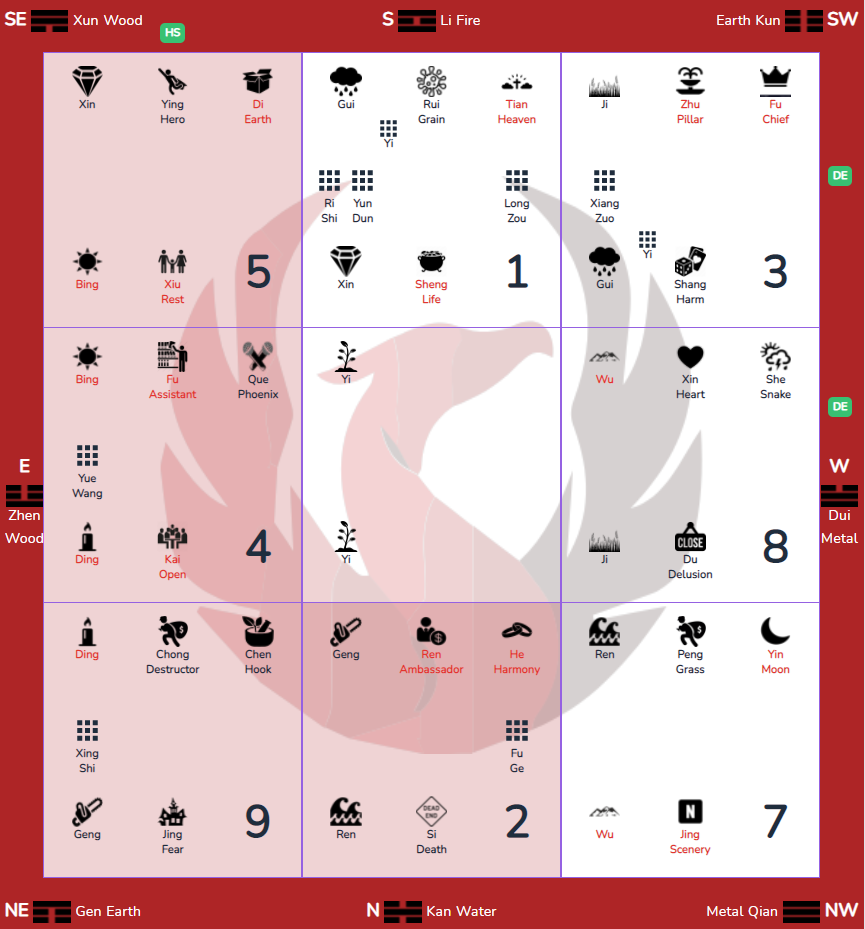 SE Xun Wood S Li Fire Earth Kun SW
HS
Xin Ying Hero Di Earth
Gui Rui Grain Tian Heaven
Yi
Ji Zhu Pillar Fu Chief
DE
Ri Shi Yun Dun Long Zou
Xiang Zuo
Bing Xiu Rest 5
Xin Sheng Life 1
Yi
Gui Shang Harm 3
Bing Fu Assistant Que Phoenix
Yi
Wu Xin Heart She Snake
DE
E
Zhen Wood
Yue Wang
W
Dui Metal
Ding Kai Open 4
Yi
Ji CLOSE Du Delusion 8
Ding Chong Destructor Chen Hook
Geng Ren Ambassador He Harmony
Ren Peng Grass Yin Moon
Xing Shi
Fu Ge
Geng Jing Fear 9
Ren DEAD END Si Death 2
Wu N Jing Scenery 7
NE Gen Earth N Kan Water Metal Qian NW